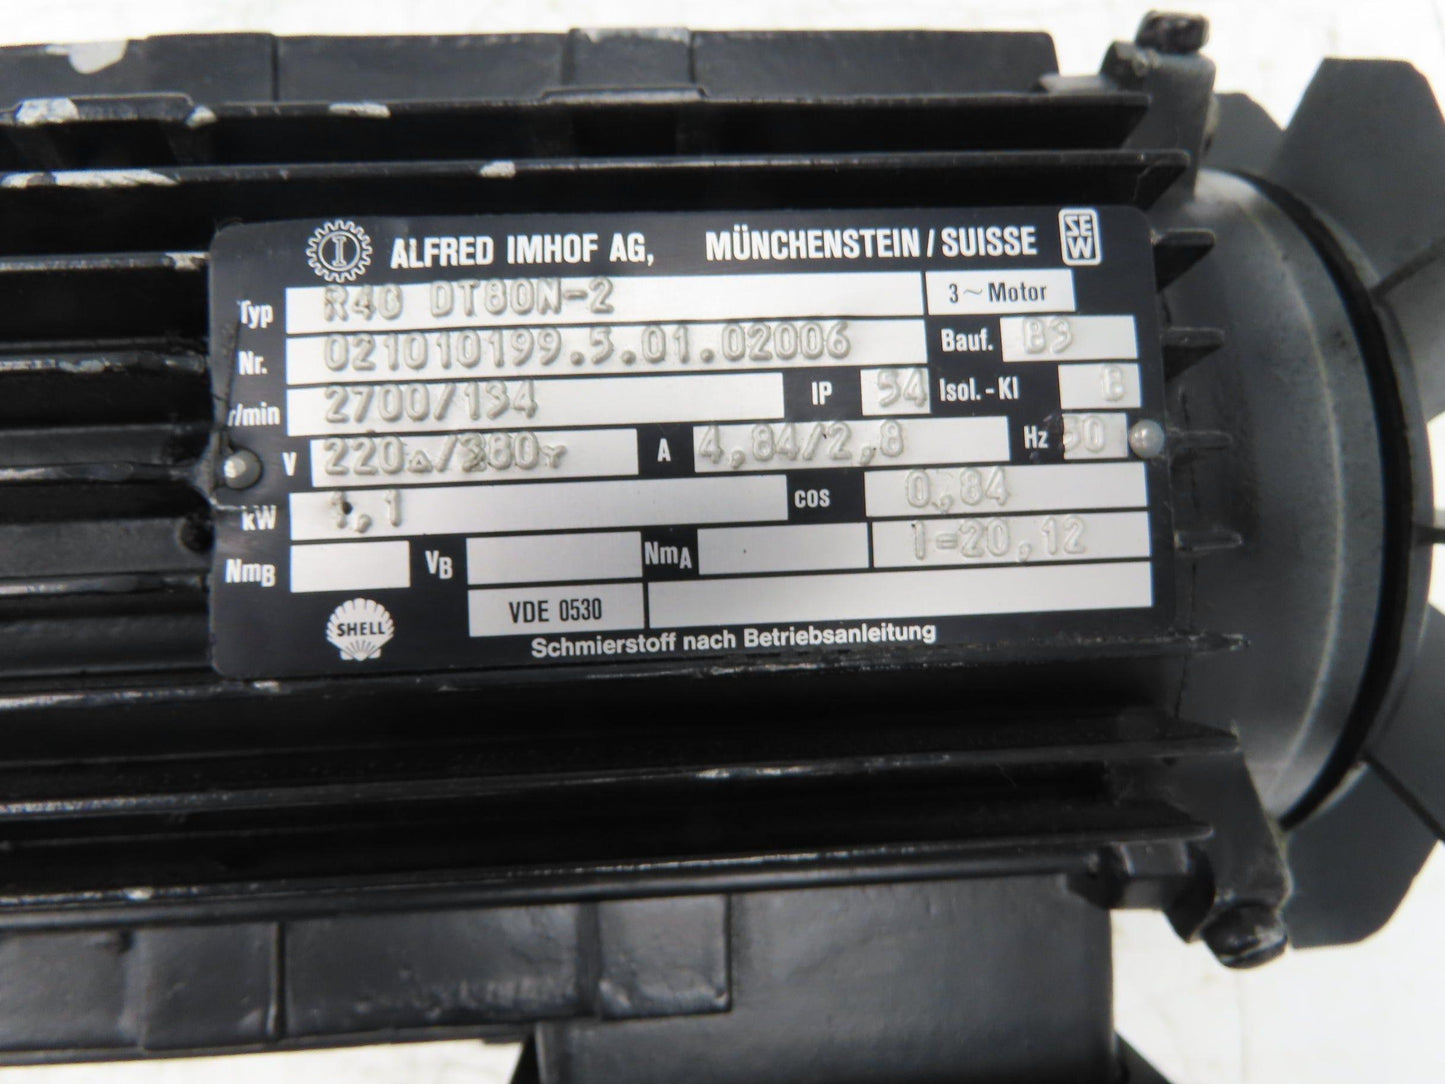 I ALFRED IMHOF AG, MÜNCHENSTEIN / SUISSE SEW
Typ R40 DT80N-2 3~Motor
Nr. 021010199.5.01.02006 Bauf. B9
r/min 2700/134 IP 54 Isol.-Kl B
V 220△/380Y A 4,84/2,8 Hz 50
kW 1,1 cos 0,84
NmB VB NmA i=20,12
SHELL VDE 0530
Schmierstoff nach Betriebsanleitung